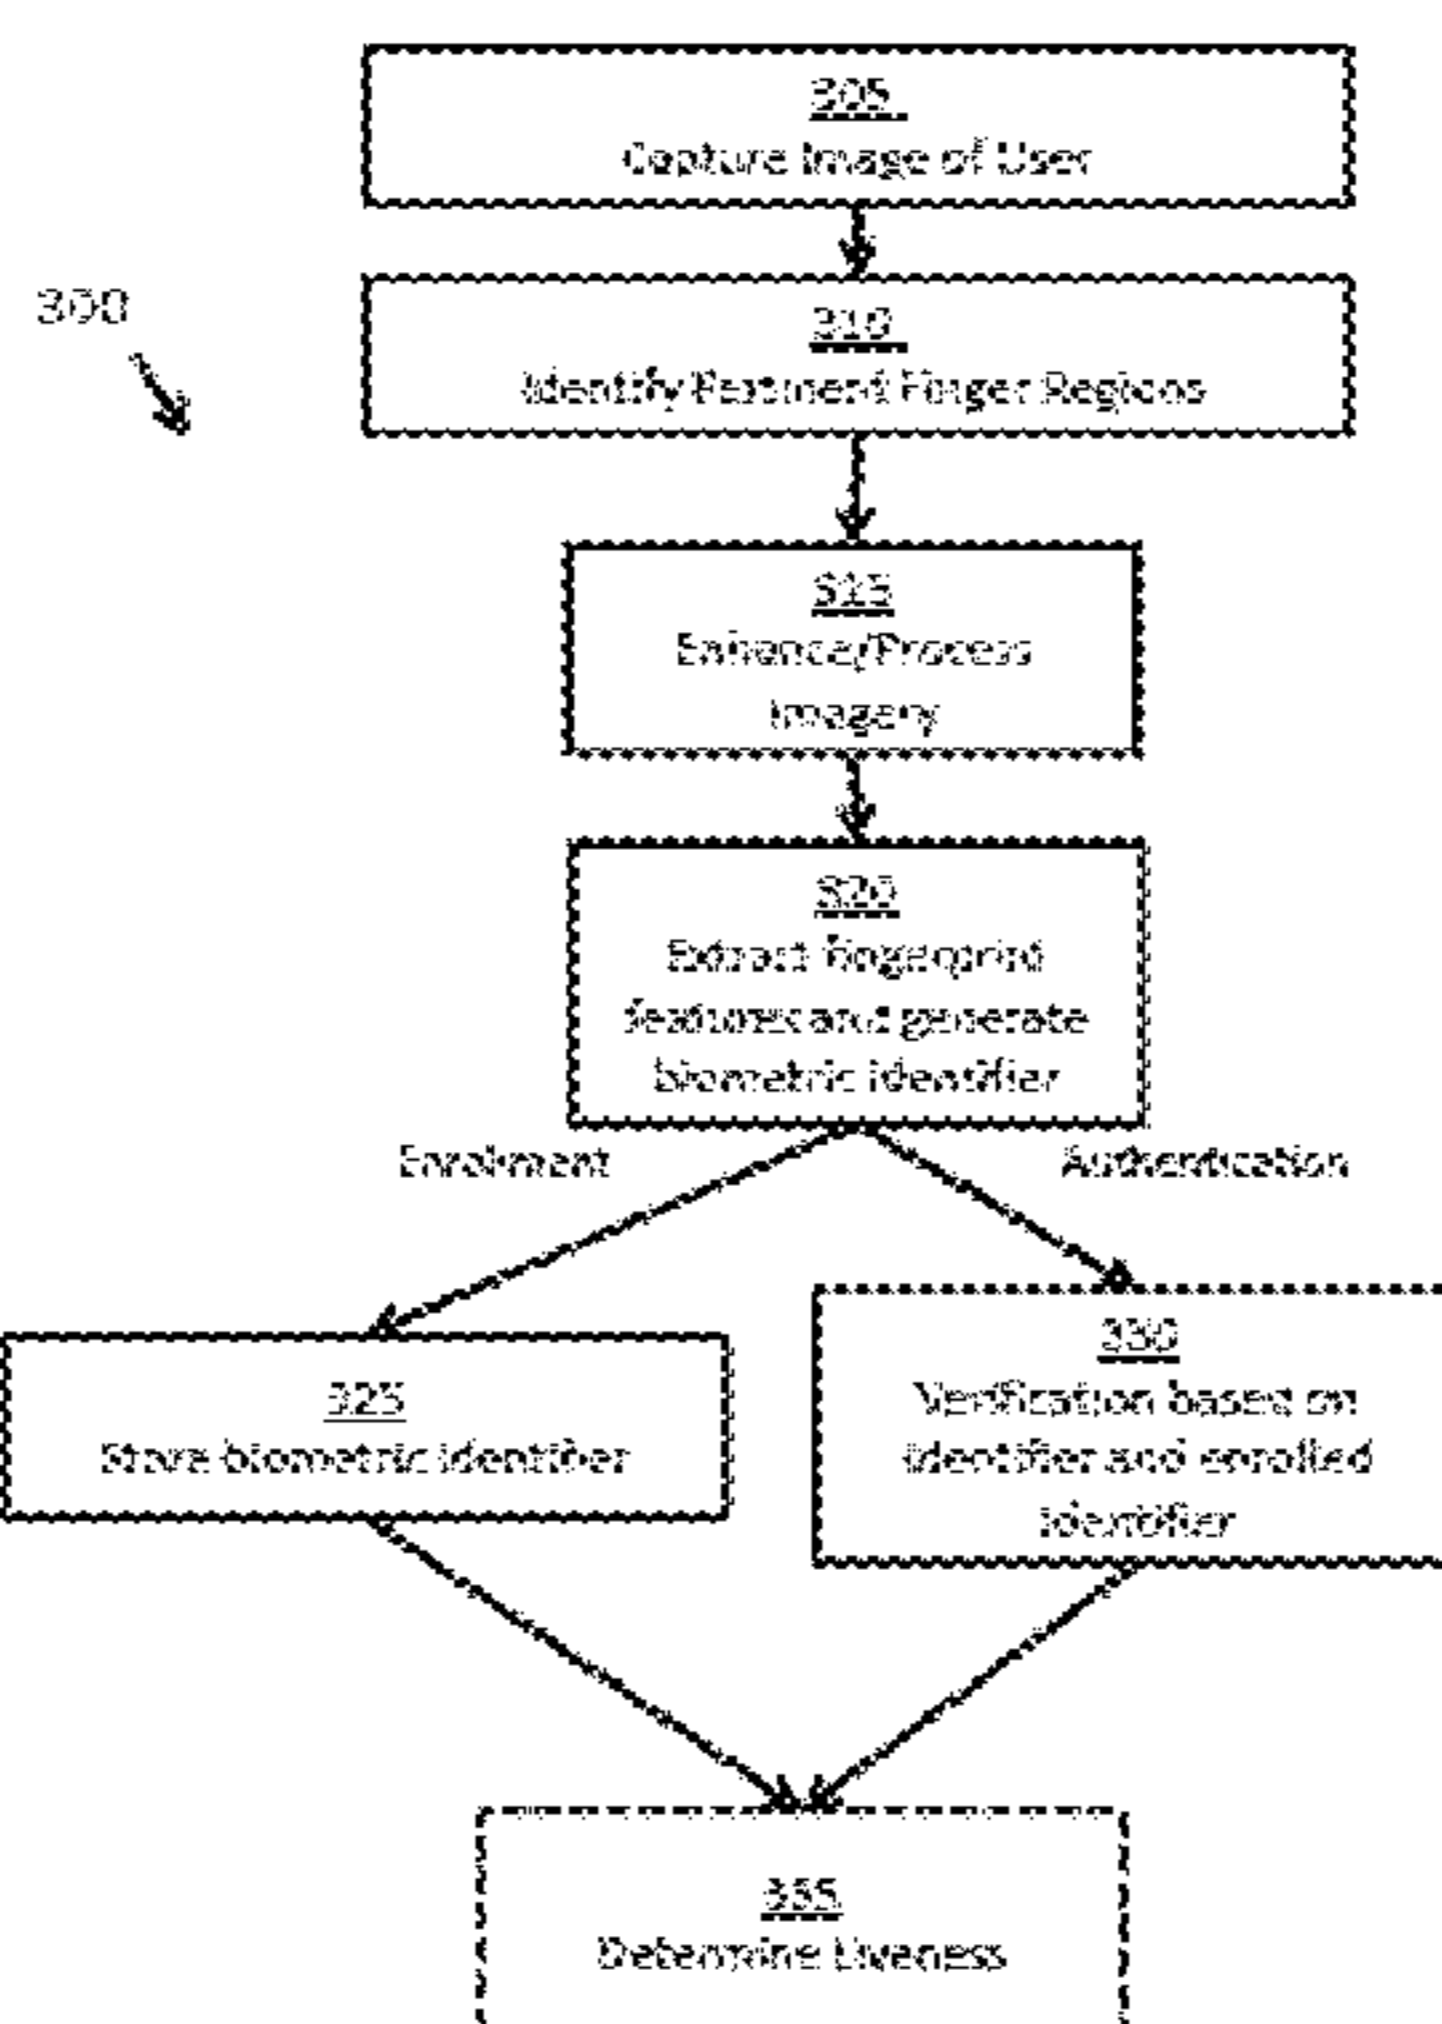 305
Capture Image of User
300
310
Identify Pertinent Finger Regions
315
Enhance/Process
Imagery
320
Extract fingerprint
features and generate
biometric identifier
Enrollment
Authentication
325
Store biometric identifier
330
Verification based on
identifier and enrolled
identifier
335
Determine Liveness